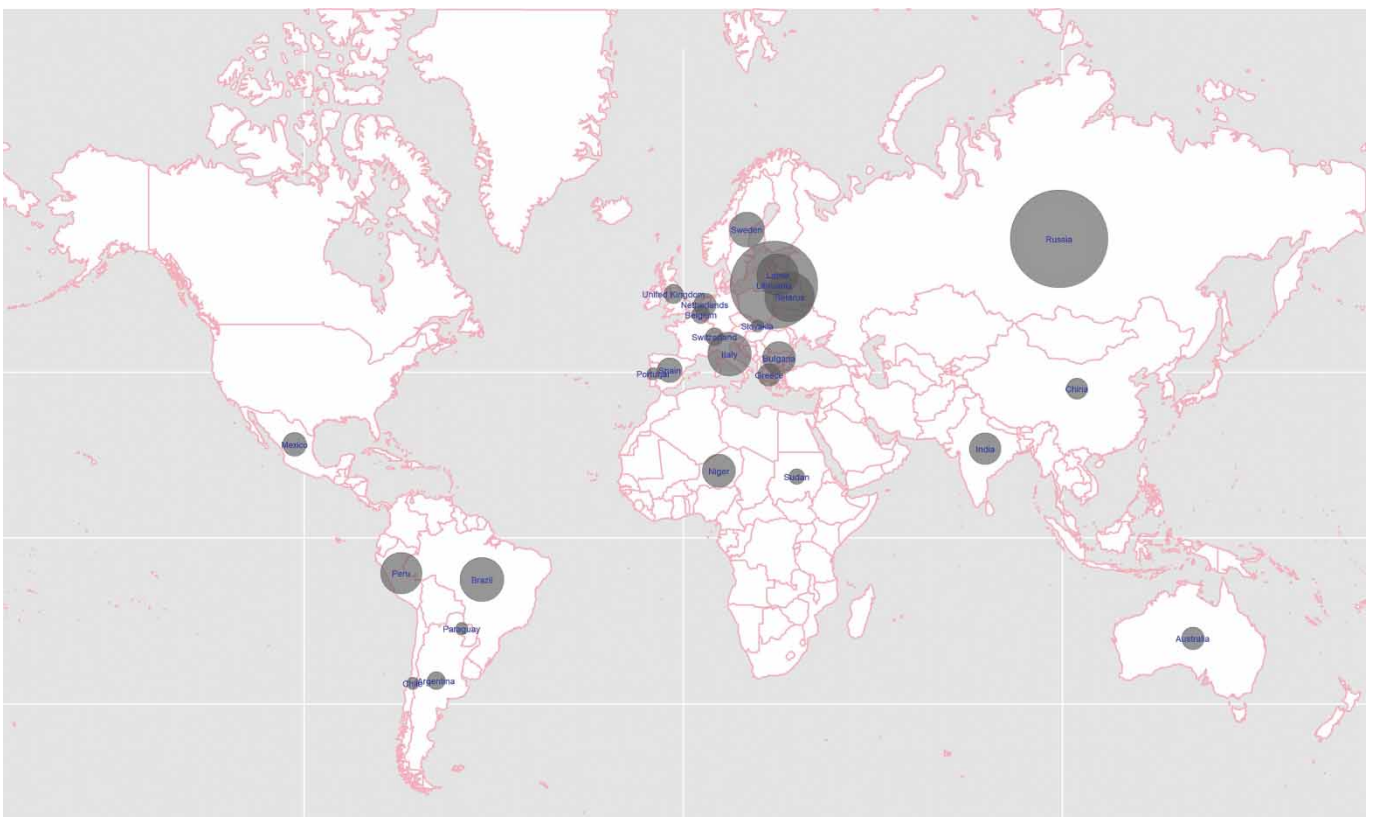 Russia
Sweden
Latvia
Lithuania
Belarus
United Kingdom
Netherlands
Belgium
Slovakia
Switzerland
Italy
Bulgaria
Portugal
Spain
Greece
China
Mexico
India
Niger
Sudan
Peru
Brazil
Paraguay
Australia
Chile
Argentina